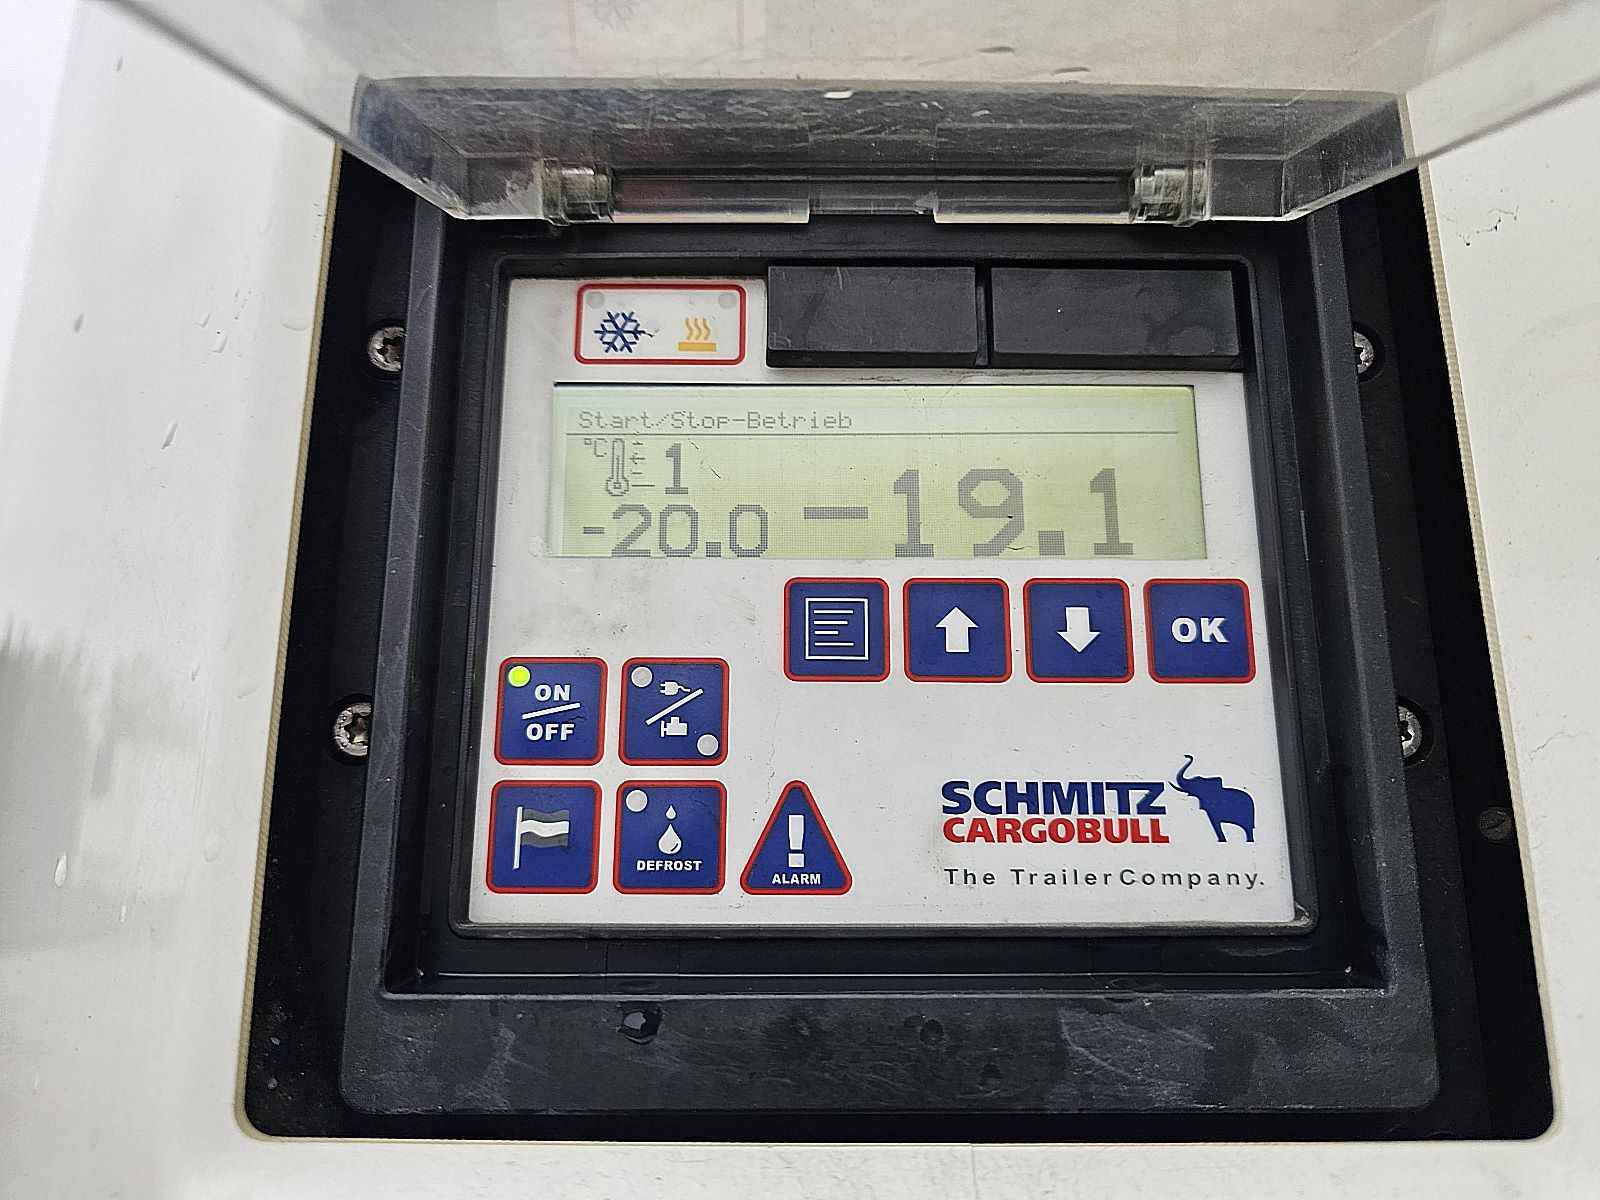 Start/Stop-Betrieb
°C 1
-20.0 -19.1
OK
ON
OFF
DEFROST
ALARM
SCHMITZ
CARGOBULL
The TrailerCompany.